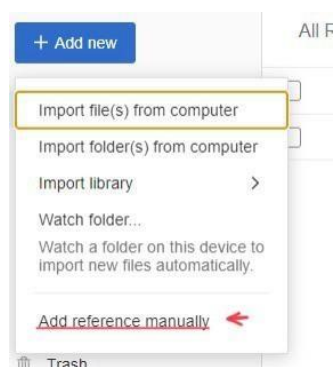 + Add new
All R
Import file(s) from computer
Import folder(s) from computer
Import library >
Watch folder...
Watch a folder on this device to
import new files automatically.
Add reference manually
Trash